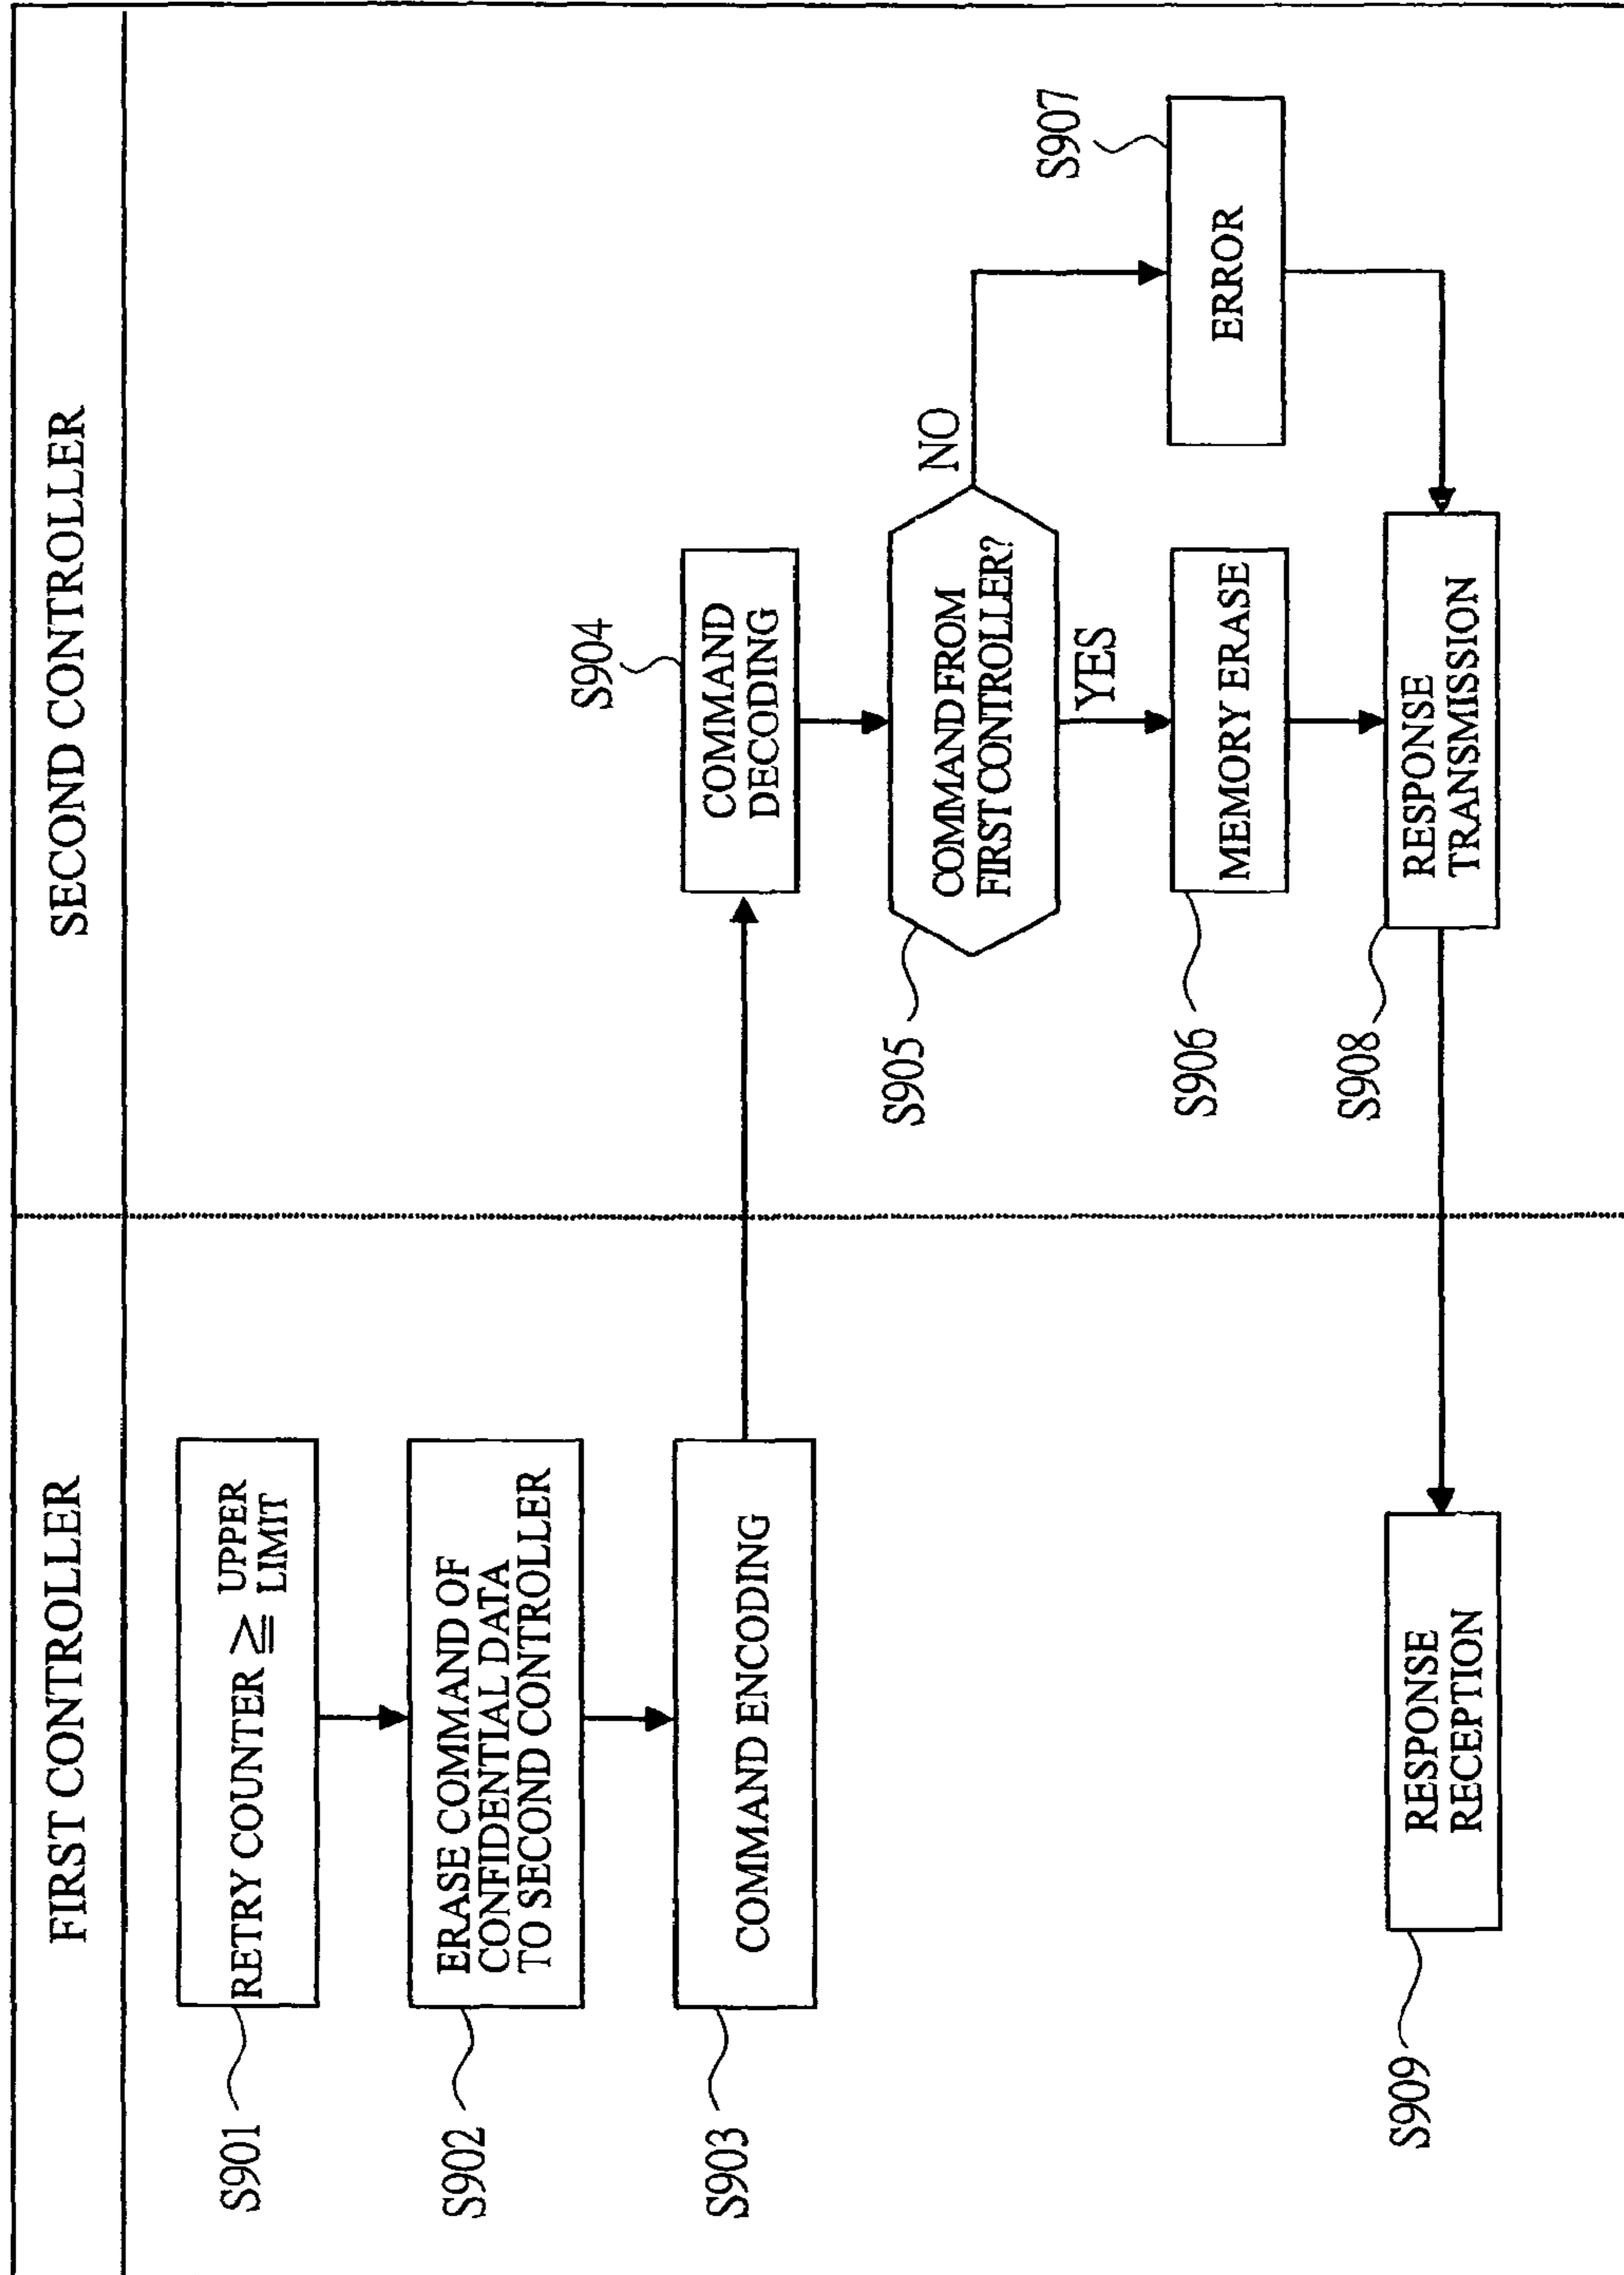 FIRST CONTROLLER
SECOND CONTROLLER
S901
RETRY COUNTER ≧ UPPER
LIMIT
S902
ERASE COMMAND OF
CONFIDENTIAL DATA
TO SECOND CONTROLLER
S903
COMMAND ENCODING
S904
COMMAND
DECODING
S905
COMMAND FROM
FIRST CONTROLLER?
NO
YES
S906
MEMORY ERASE
S907
ERROR
S908
RESPONSE
TRANSMISSION
S909
RESPONSE
RECEPTION